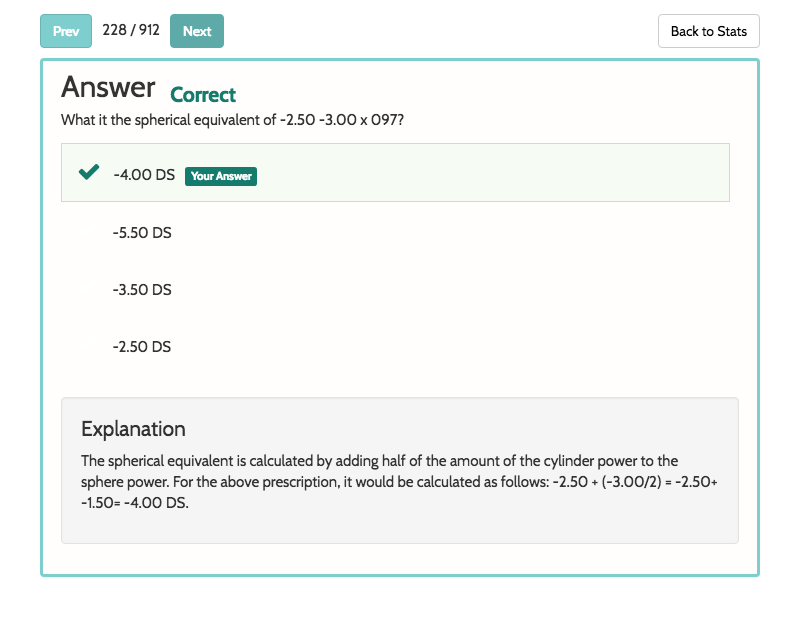 Prev 228 / 912 Next Back to Stats
Answer Correct
What it the spherical equivalent of -2.50 -3.00 x 097?
-4.00 DS Your Answer
-5.50 DS
-3.50 DS
-2.50 DS
Explanation
The spherical equivalent is calculated by adding half of the amount of the cylinder power to the
sphere power. For the above prescription, it would be calculated as follows: -2.50 + (-3.00/2) = -2.50+
-1.50= -4.00 DS.